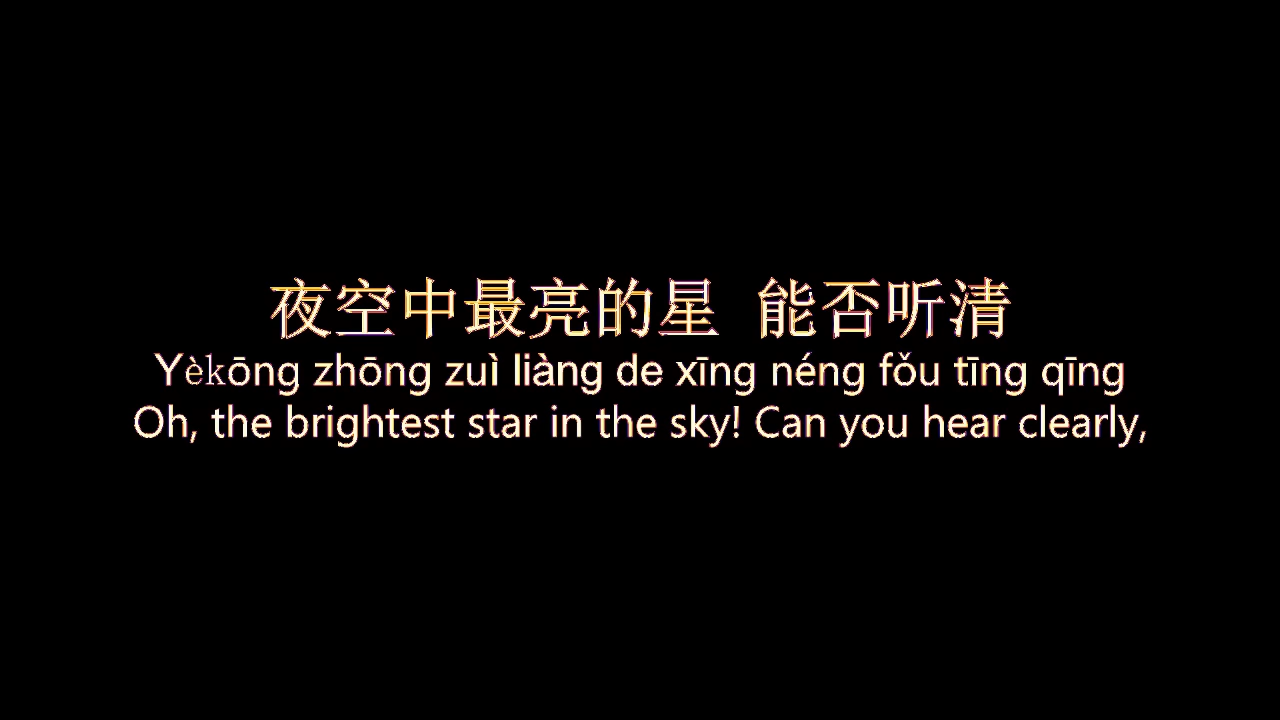 夜空中最亮的星 能否听清
Yèkōng zhōng zuì liàng de xīng néng fǒu tīng qīng
Oh, the brightest star in the sky! Can you hear clearly,